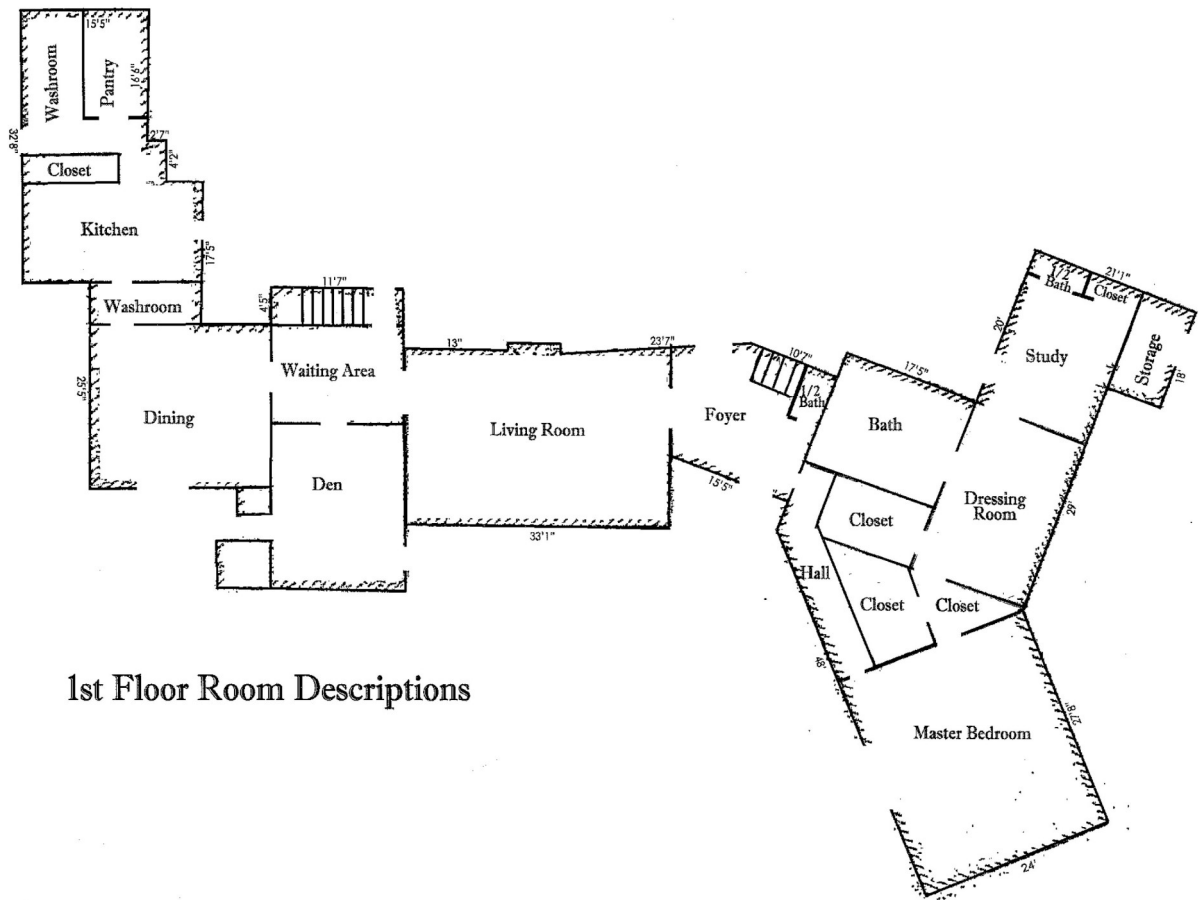 15'5"
Washroom
Pantry
16'6"
32'8"
2'7"
4'2"
Closet
Kitchen
17'5"
Washroom
11'7"
4'5"
Waiting Area
25'5"
Dining
Den
13"
23'7"
Living Room
33'1"
Foyer
15'5"
10'7"
1/2
Bath
17'5"
Bath
20'
1/2
Bath
Closet
21'1"
Study
Storage
18'
Dressing
Room
29'
Closet
Hall
Closet
Closet
48'
Master Bedroom
27'8"
24'
1st Floor Room Descriptions